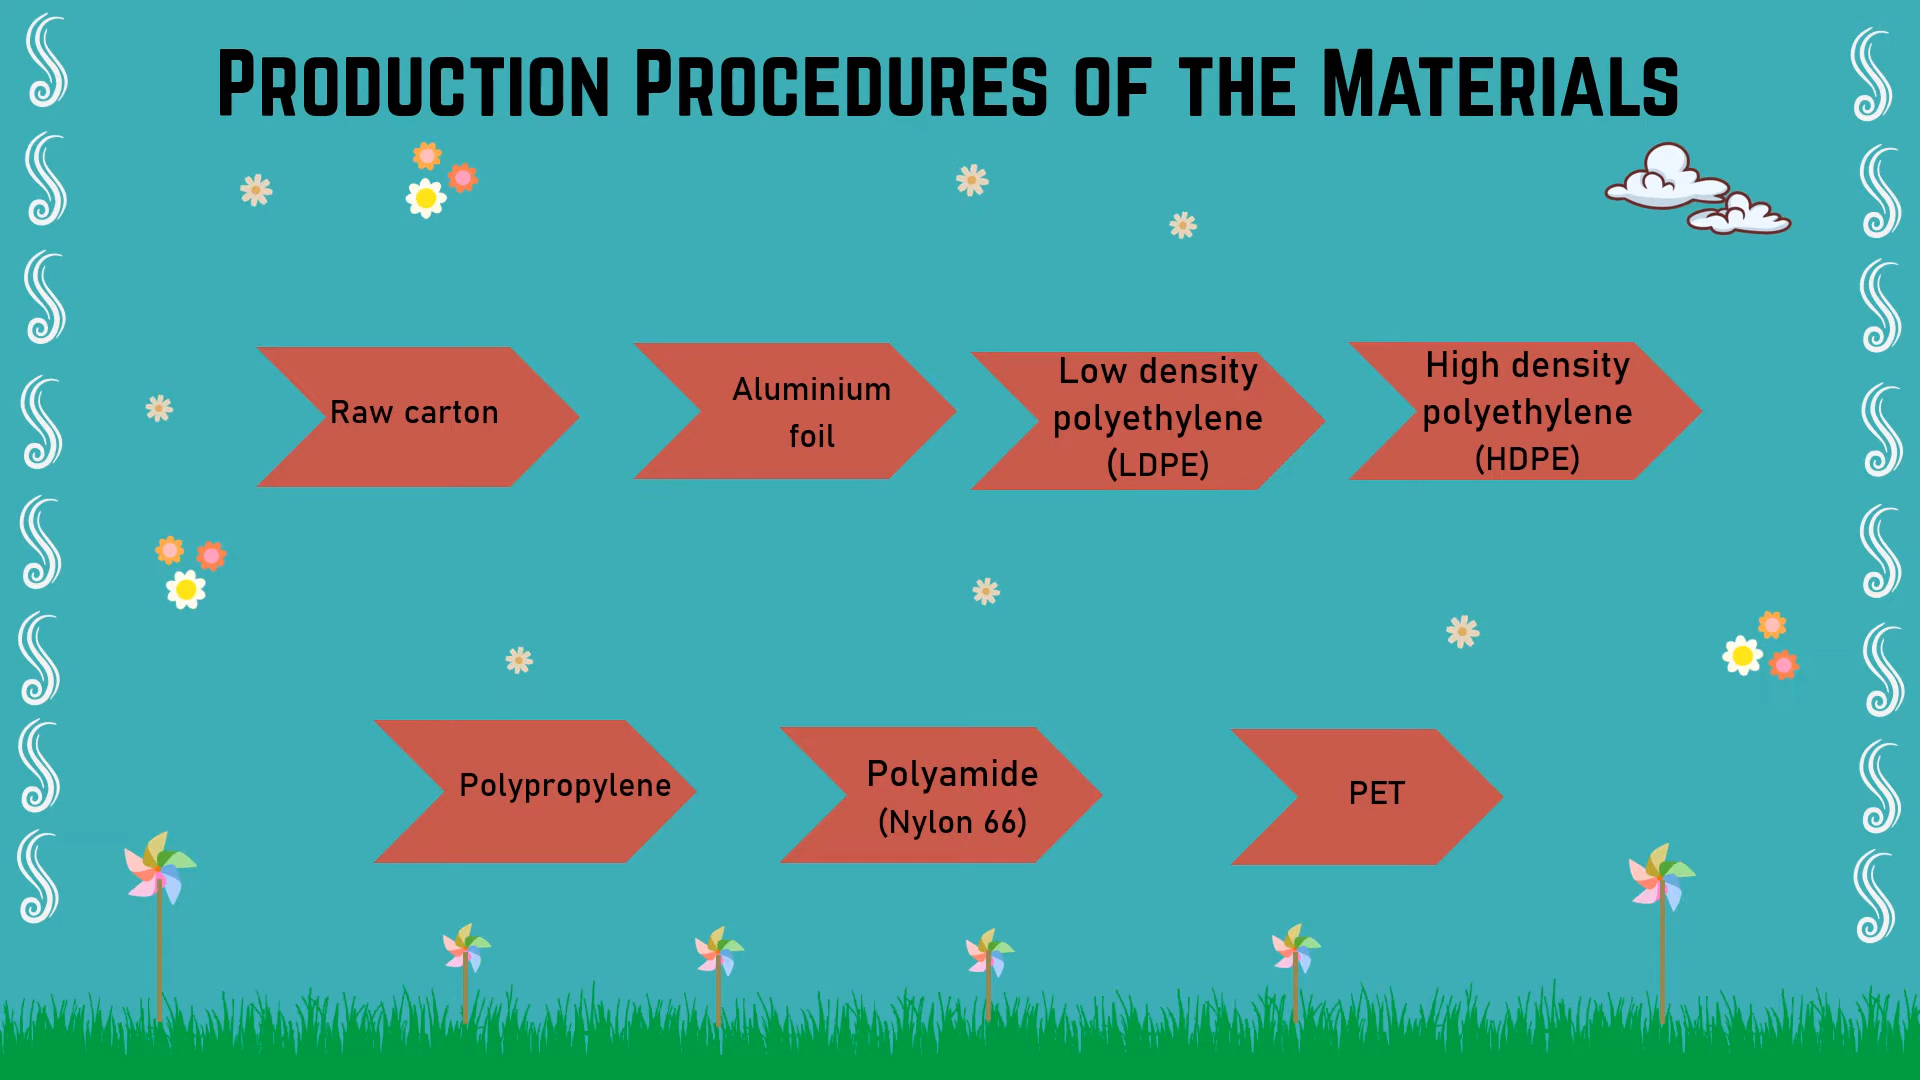 Production Procedures of the Materials
Raw carton
Aluminium
foil
Low density
polyethylene
(LDPE)
High density
polyethylene
(HDPE)
Polypropylene
Polyamide
(Nylon 66)
PET